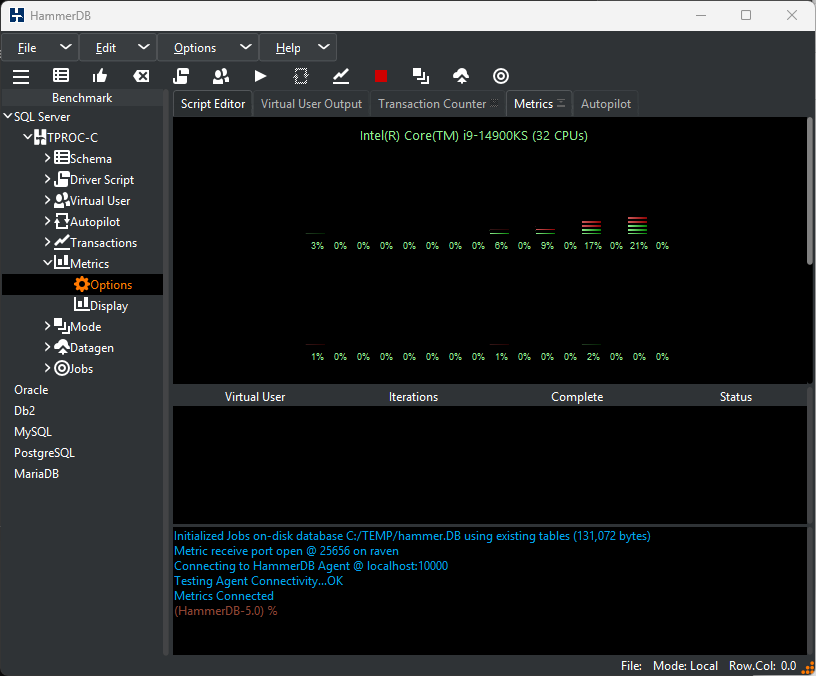 HammerDB
File Edit Options Help
Benchmark
SQL Server
TPROC-C
Schema
Driver Script
Virtual User
Autopilot
Transactions
Metrics
Options
Display
Mode
Datagen
Jobs
Oracle
Db2
MySQL
PostgreSQL
MariaDB
Script Editor Virtual User Output Transaction Counter Metrics Autopilot
Intel(R) Core(TM) i9-14900KS (32 CPUs)
3% 0% 0% 0% 0% 0% 0% 0% 6% 0% 9% 0% 17% 0% 21% 0%
1% 0% 0% 0% 0% 0% 0% 0% 1% 0% 0% 0% 2% 0% 0% 0%
Virtual User Iterations Complete Status
Initialized Jobs on-disk database C:/TEMP/hammer.DB using existing tables (131,072 bytes)
Metric receive port open @ 25656 on raven
Connecting to HammerDB Agent @ localhost:10000
Testing Agent Connectivity...OK
Metrics Connected
(HammerDB-5.0) %
File: Mode: Local Row.Col: 0.0